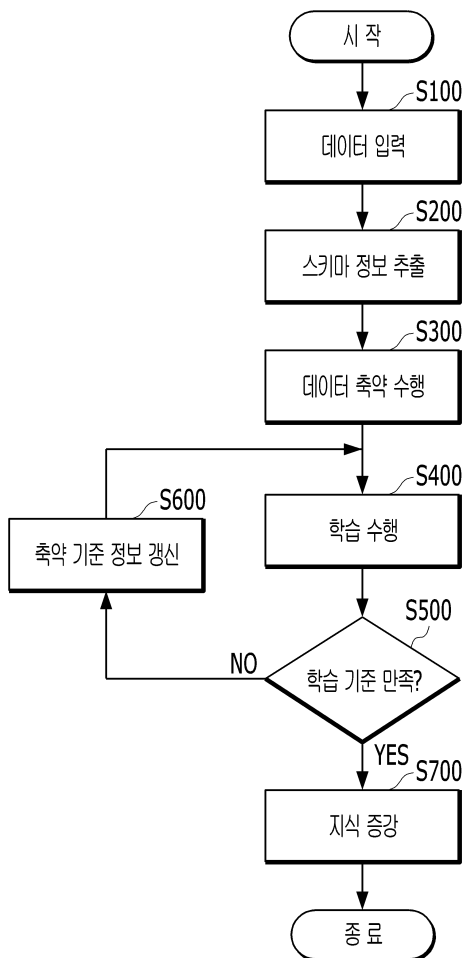 시 작
S100
데이터 입력
S200
스키마 정보 추출
S300
데이터 축약 수행
S400
학습 수행
S600
축약 기준 정보 갱신
S500
학습 기준 만족?
NO
YES
S700
지식 증강
종 료